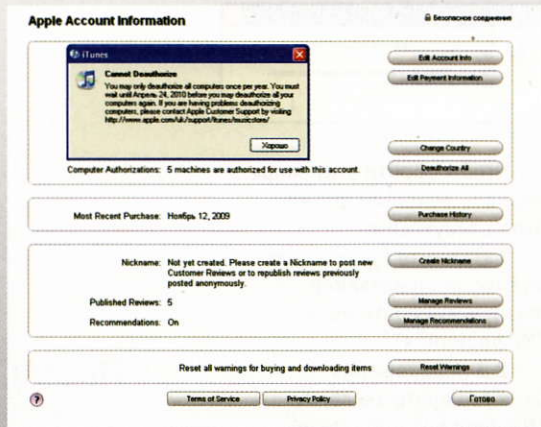 Apple Account Information
Безопасное соединение
iTunes
Cannot Deauthorize
You may only deauthorize all computers once per year. You must
wait until Апрель 24, 2010 before you may deauthorize all your
computers again. If you are having problems deauthorizing
computers, please contact Apple Customer Support by visiting
http://www.apple.com/uk/support/itunes/musicstore/
Хорошо
Edit Account Info
Edit Payment Information
Change Country
Computer Authorizations: 5 machines are authorized for use with this account.
Deauthorize All
Most Recent Purchase: Ноябрь 12, 2009
Purchase History
Nickname: Not yet created. Please create a Nickname to post new
Customer Reviews or to republish reviews previously
posted anonymously.
Create Nickname
Published Reviews: 5
Manage Reviews
Recommendations: On
Manage Recommendations
Reset all warnings for buying and downloading items
Reset Warnings
?
Terms of Service
Privacy Policy
Готово